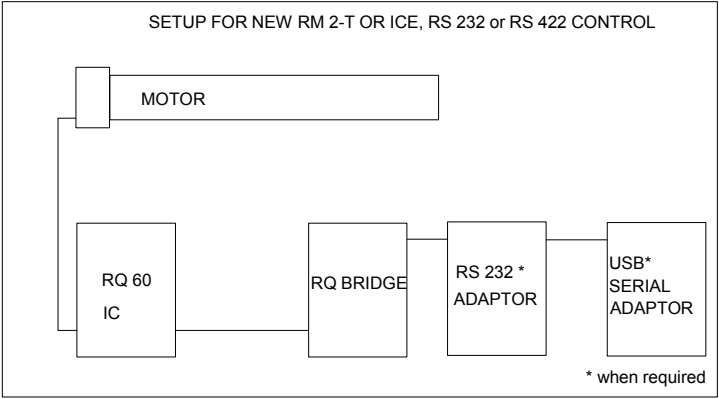 SETUP FOR NEW RM 2-T OR ICE, RS 232 or RS 422 CONTROL
MOTOR
RQ 60
IC
RQ BRIDGE
RS 232 *
ADAPTOR
USB*
SERIAL
ADAPTOR
* when required